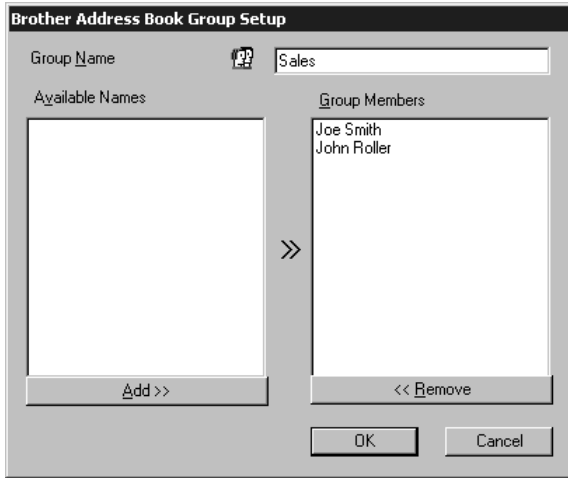 Brother Address Book Group Setup
Group Name
Sales
Available Names
Group Members
Joe Smith
John Roller
Add >>
<< Remove
OK
Cancel